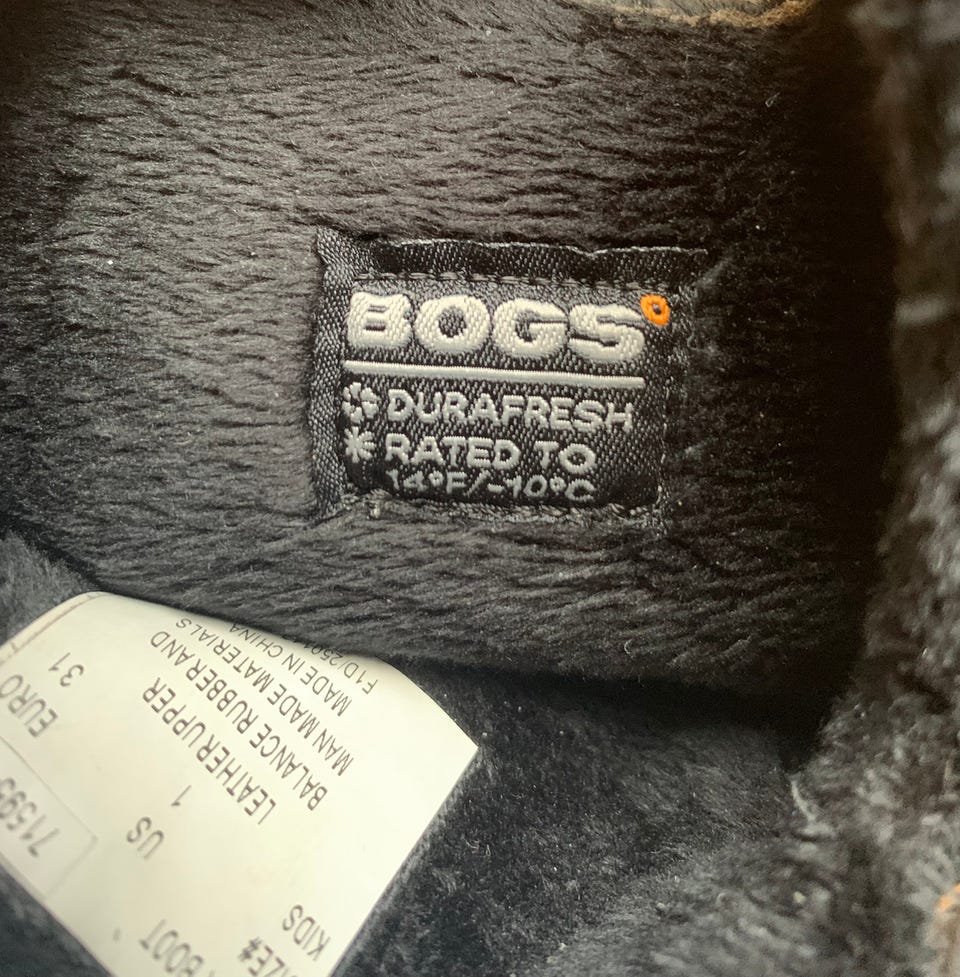 BOGS
DURAFRESH
RATED TO
14°F/-10°C
BOOT
KIDS
US
1
EURO
31
LEATHER UPPER
BALANCE RUBBER AND
MAN MADE MATERIALS
MADE IN CHINA